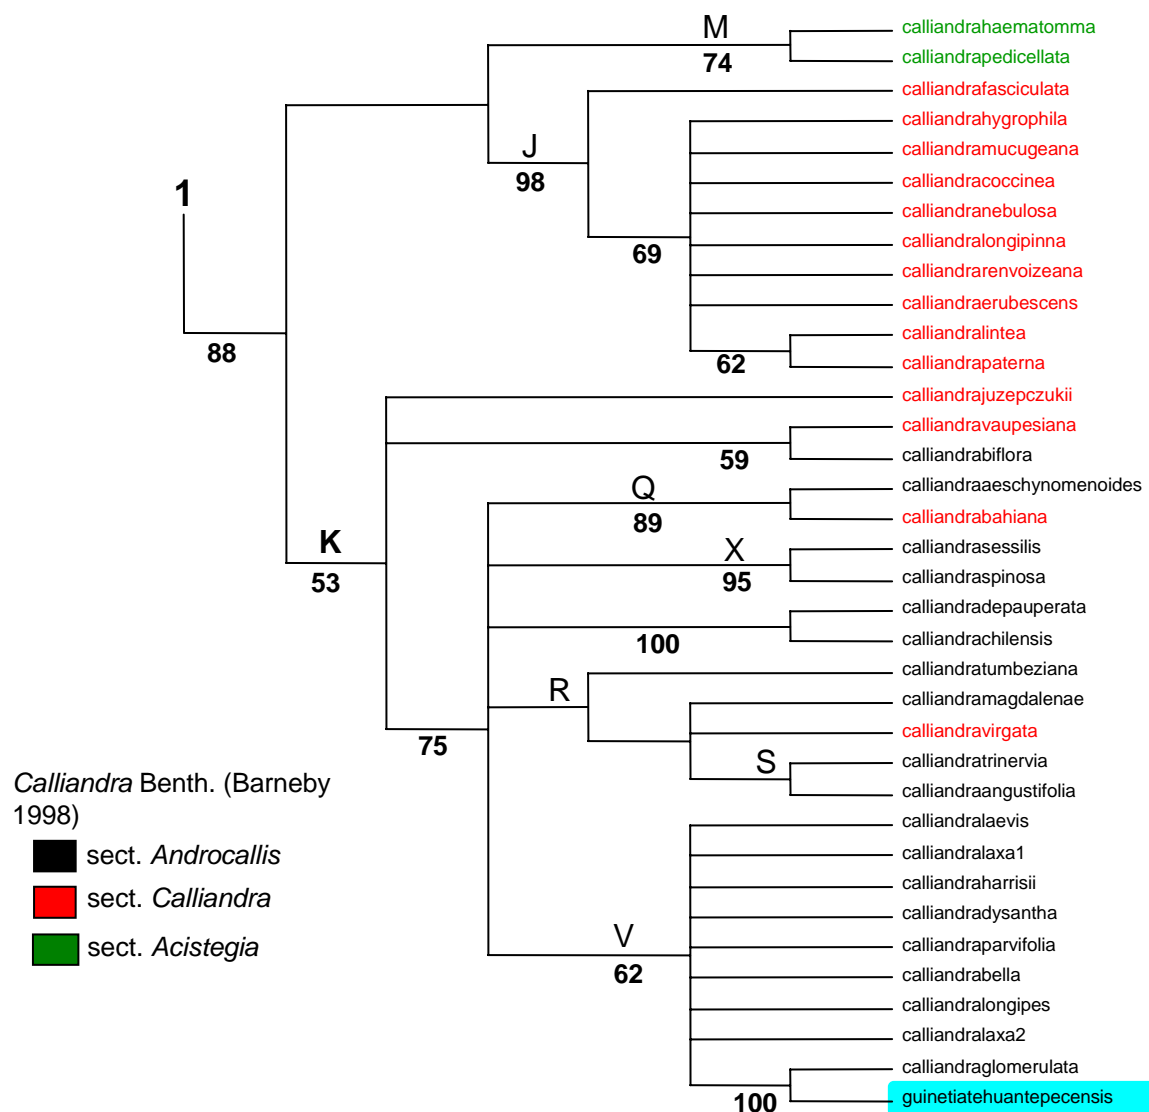 M
calliandrahaematomma
74
calliandrapedicellata
calliandrafasciculata
calliandrahygrophila
J
calliandramucugeana
98
calliandracoccinea
1
calliandranebulosa
69
calliandralongipinna
calliandrarenvoizeana
calliandraerubescens
calliandralintea
88
62
calliandrapaterna
calliandrajuzepczukii
calliandravaupesiana
59
calliandrabiflora
Q
calliandraaeschynomenoides
89
calliandrabahiana
K
X
calliandrasessilis
53
95
calliandraspinosa
calliandradepauperata
100
calliandrachilensis
calliandratumbeziana
R
calliandramagdalenae
75
calliandravirgata
S
calliandratrinervia
calliandraangustifolia
Calliandra Benth. (Barneby
1998)
sect. Androcallis
sect. Calliandra
sect. Acistegia
calliandralaevis
calliandralaxa1
calliandraharrisii
calliandradysantha
V
calliandraparvifolia
62
calliandrabella
calliandralongipes
calliandralaxa2
calliandraglomerulata
100
guinetiatehuantepecensis